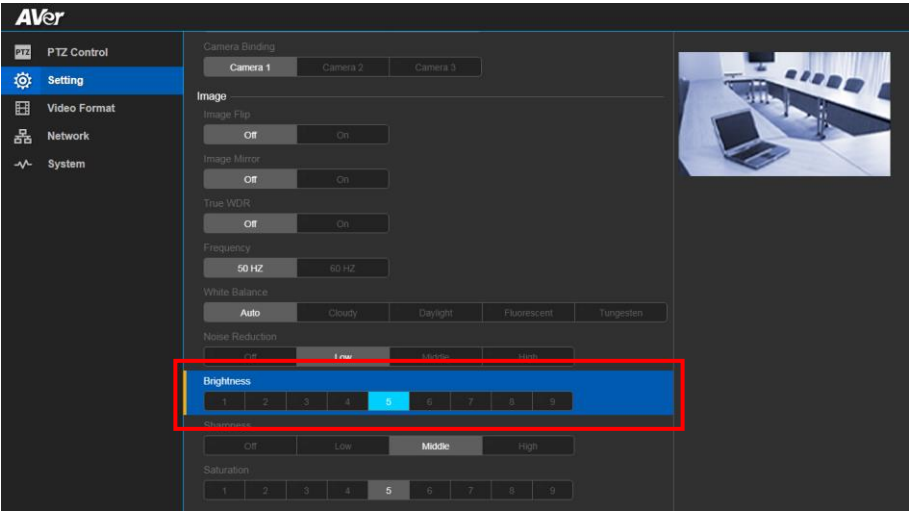 AVer
PTZ PTZ Control
Setting
Video Format
Network
System
Camera Binding
Camera 1 Camera 2 Camera 3
Image
Image Flip
Off On
Image Mirror
Off On
True WDR
Off On
Frequency
50 HZ 60 HZ
White Balance
Auto Cloudy Daylight Fluorescent Tungesten
Noise Reduction
Off Low Middle High
Brightness
1 2 3 4 5 6 7 8 9
Sharpness
Off Low Middle High
Saturation
1 2 3 4 5 6 7 8 9